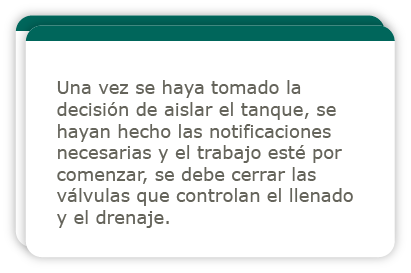 Una vez se haya tomado la
decisión de aislar el tanque, se
hayan hecho las notificaciones
necesarias y el trabajo esté por
comenzar, se debe cerrar las
válvulas que controlan el llenado
y el drenaje.